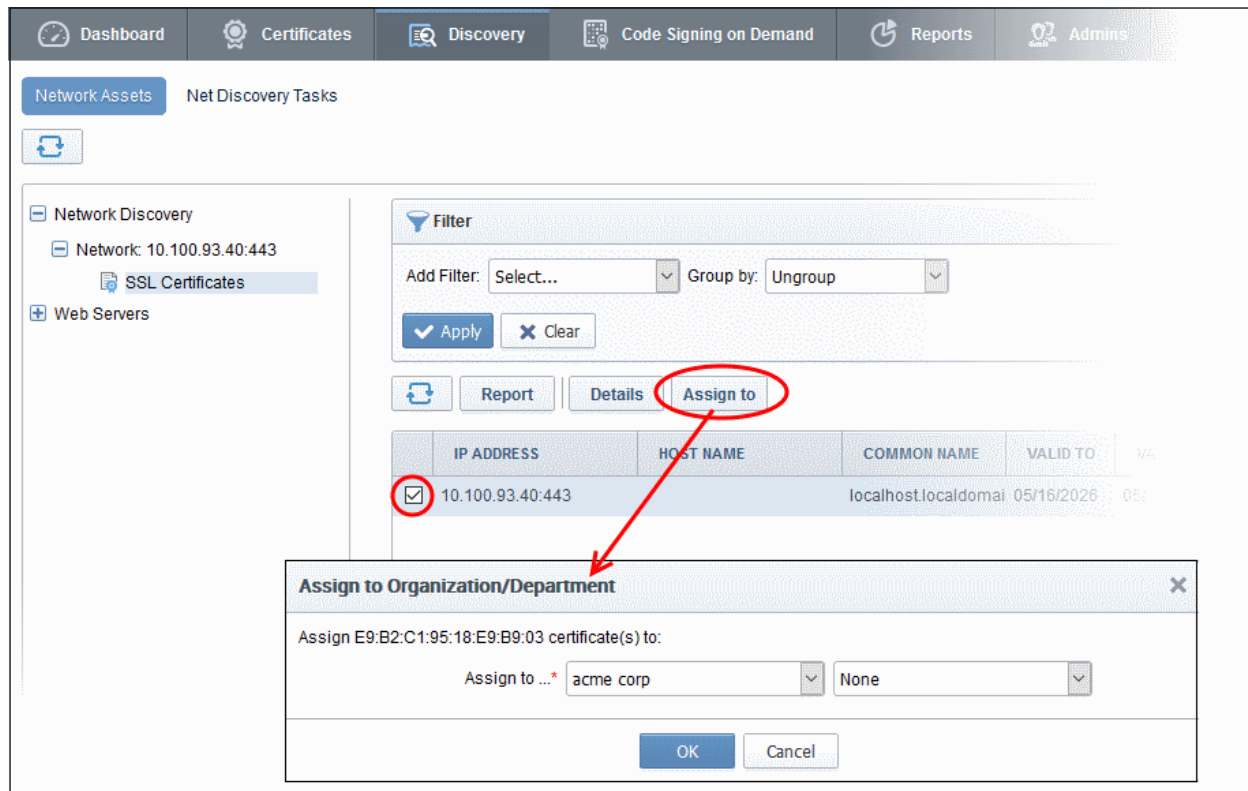 Dashboard Certificates Discovery Code Signing on Demand Reports Admins
Network Assets Net Discovery Tasks
Network Discovery
Network: 10.100.93.40:443
SSL Certificates
Web Servers
Filter
Add Filter: Select... Group by: Ungroup
Apply Clear
Report Details Assign to
IP ADDRESS HOST NAME COMMON NAME VALID TO
10.100.93.40:443 localhost.localdomai 05/16/2026
Assign to Organization/Department
Assign E9:B2:C1:95:18:E9:B9:03 certificate(s) to:
Assign to ...* acme corp None
OK Cancel